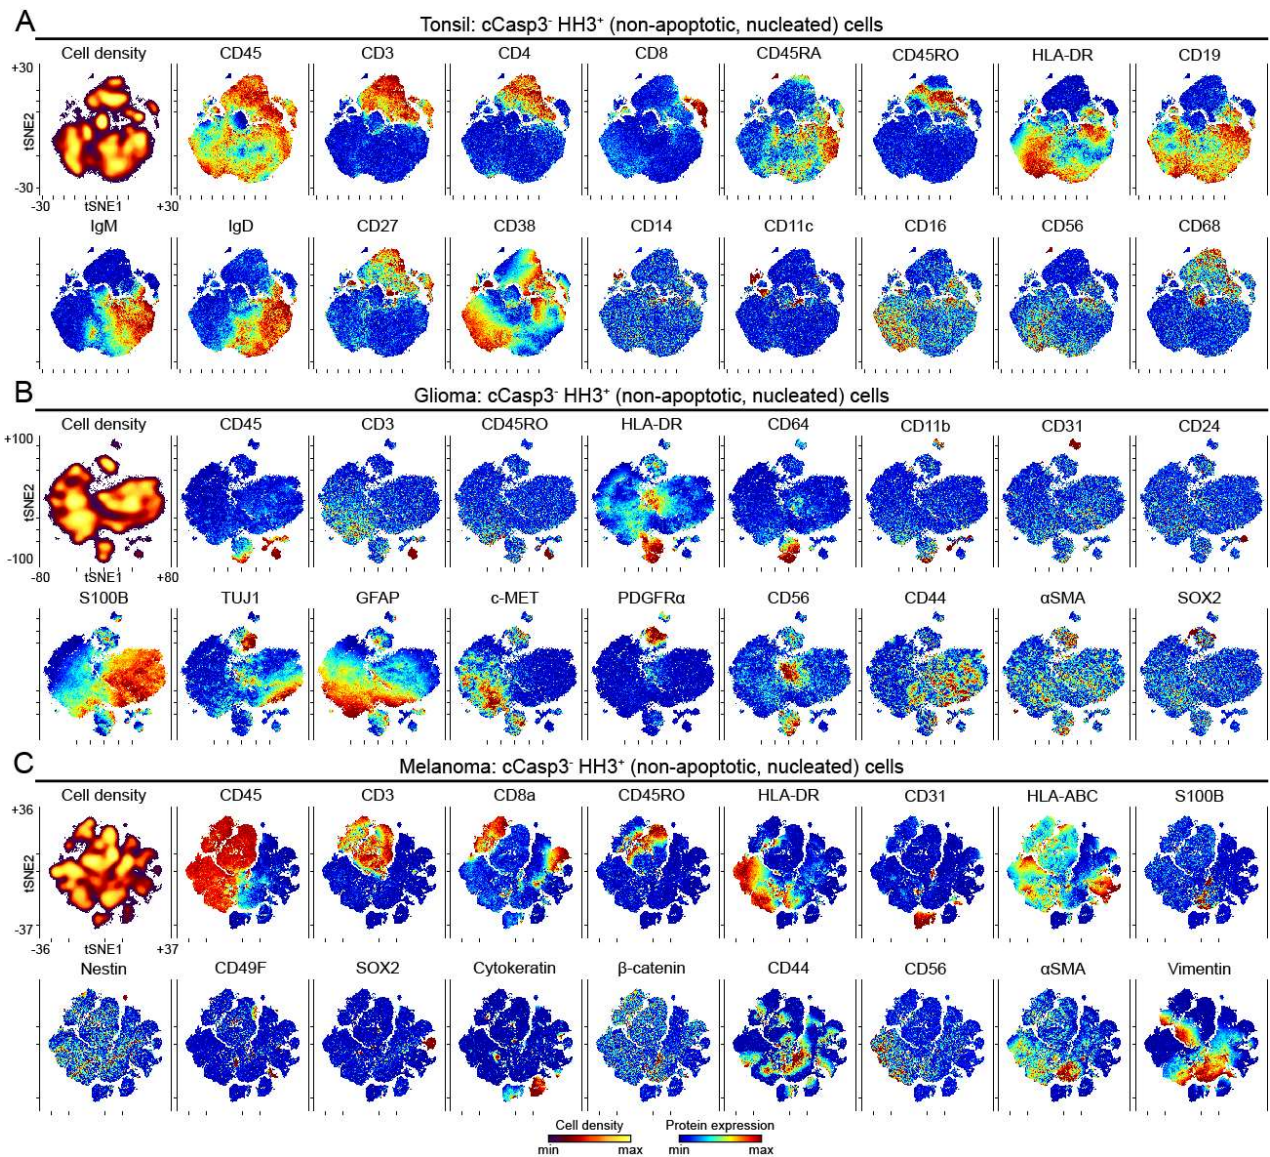 A
Tonsil: cCasp3⁻ HH3⁺ (non-apoptotic, nucleated) cells
Cell density CD45 CD3 CD4 CD8 CD45RA CD45RO HLA-DR CD19
+30
tSNE2
-30
-30 tSNE1 +30
IgM IgD CD27 CD38 CD14 CD11c CD16 CD56 CD68
B
Glioma: cCasp3⁻ HH3⁺ (non-apoptotic, nucleated) cells
Cell density CD45 CD3 CD45RO HLA-DR CD64 CD11b CD31 CD24
+100
tSNE2
-100
-80 tSNE1 +80
S100B TUJ1 GFAP c-MET PDGFRα CD56 CD44 αSMA SOX2
C
Melanoma: cCasp3⁻ HH3⁺ (non-apoptotic, nucleated) cells
Cell density CD45 CD3 CD8a CD45RO HLA-DR CD31 HLA-ABC S100B
+36
tSNE2
-37
-36 tSNE1 +37
Nestin CD49F SOX2 Cytokeratin β-catenin CD44 CD56 αSMA Vimentin
Cell density Protein expression
min max min max